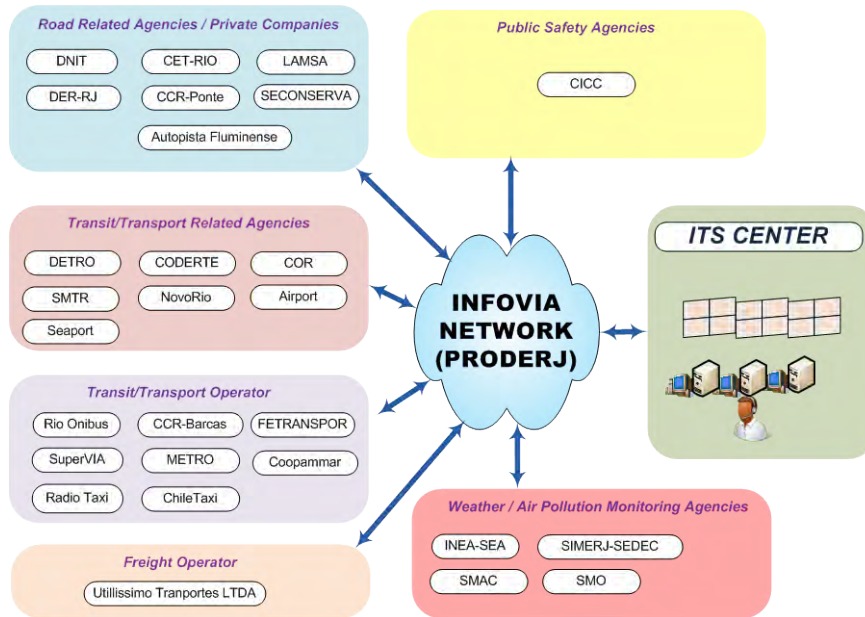 Road Related Agencies / Private Companies
DNIT
CET-RIO
LAMSA
DER-RJ
CCR-Ponte
SECONSERVA
Autopista Fluminense
Public Safety Agencies
CICC
Transit/Transport Related Agencies
DETRO
CODERTE
COR
SMTR
NovoRio
Airport
Seaport
INFOVIA
NETWORK
(PRODERJ)
ITS CENTER
Transit/Transport Operator
Rio Onibus
CCR-Barcas
FETRANSPOR
SuperVIA
METRO
Coopammar
Radio Taxi
ChileTaxi
Weather / Air Pollution Monitoring Agencies
INEA-SEA
SIMERJ-SEDEC
SMAC
SMO
Freight Operator
Utillissimo Tranportes LTDA